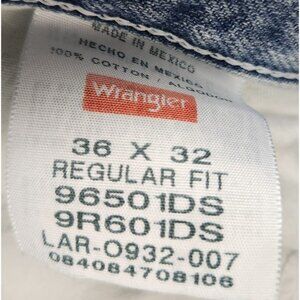 MADE IN MEXICO
HECHO EN MEXICO
100% COTTON / ALGODON
Wrangler
36 X 32
REGULAR FIT
96501DS
9R601DS
LAR-0932-007
084084708106